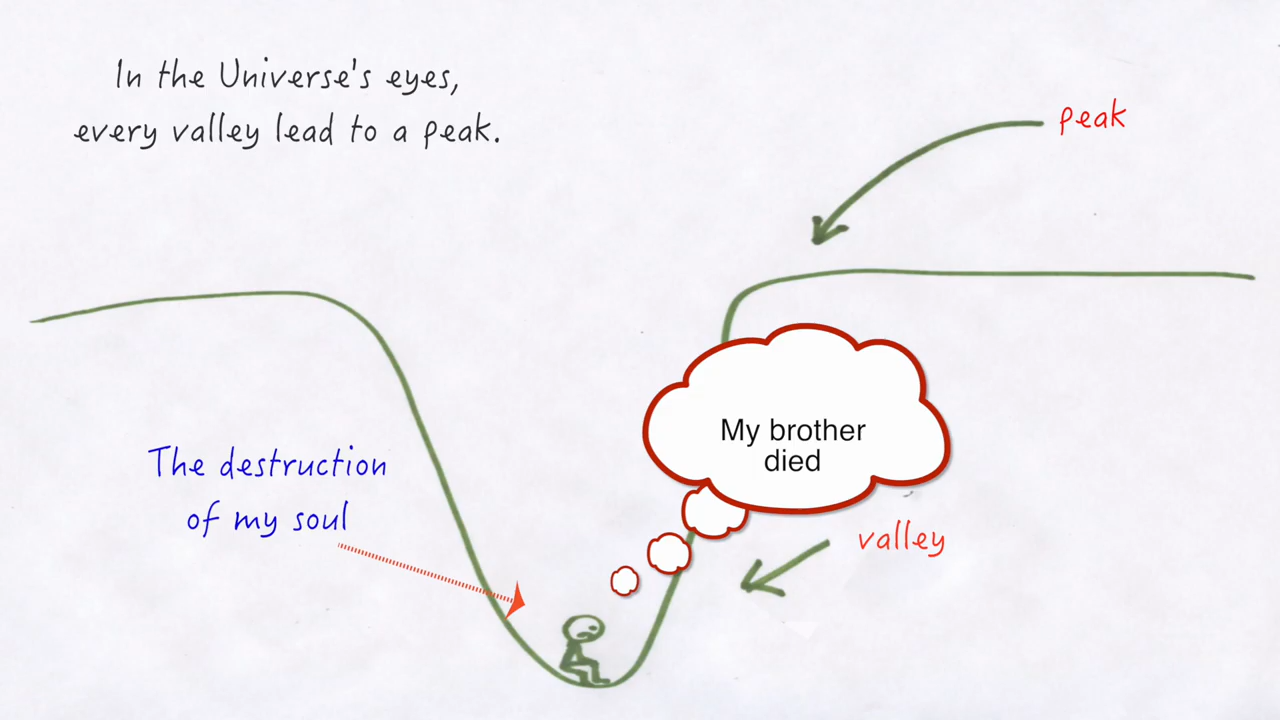 In the Universe's eyes,
every valley lead to a peak.
peak
My brother
died
The destruction
of my soul
valley